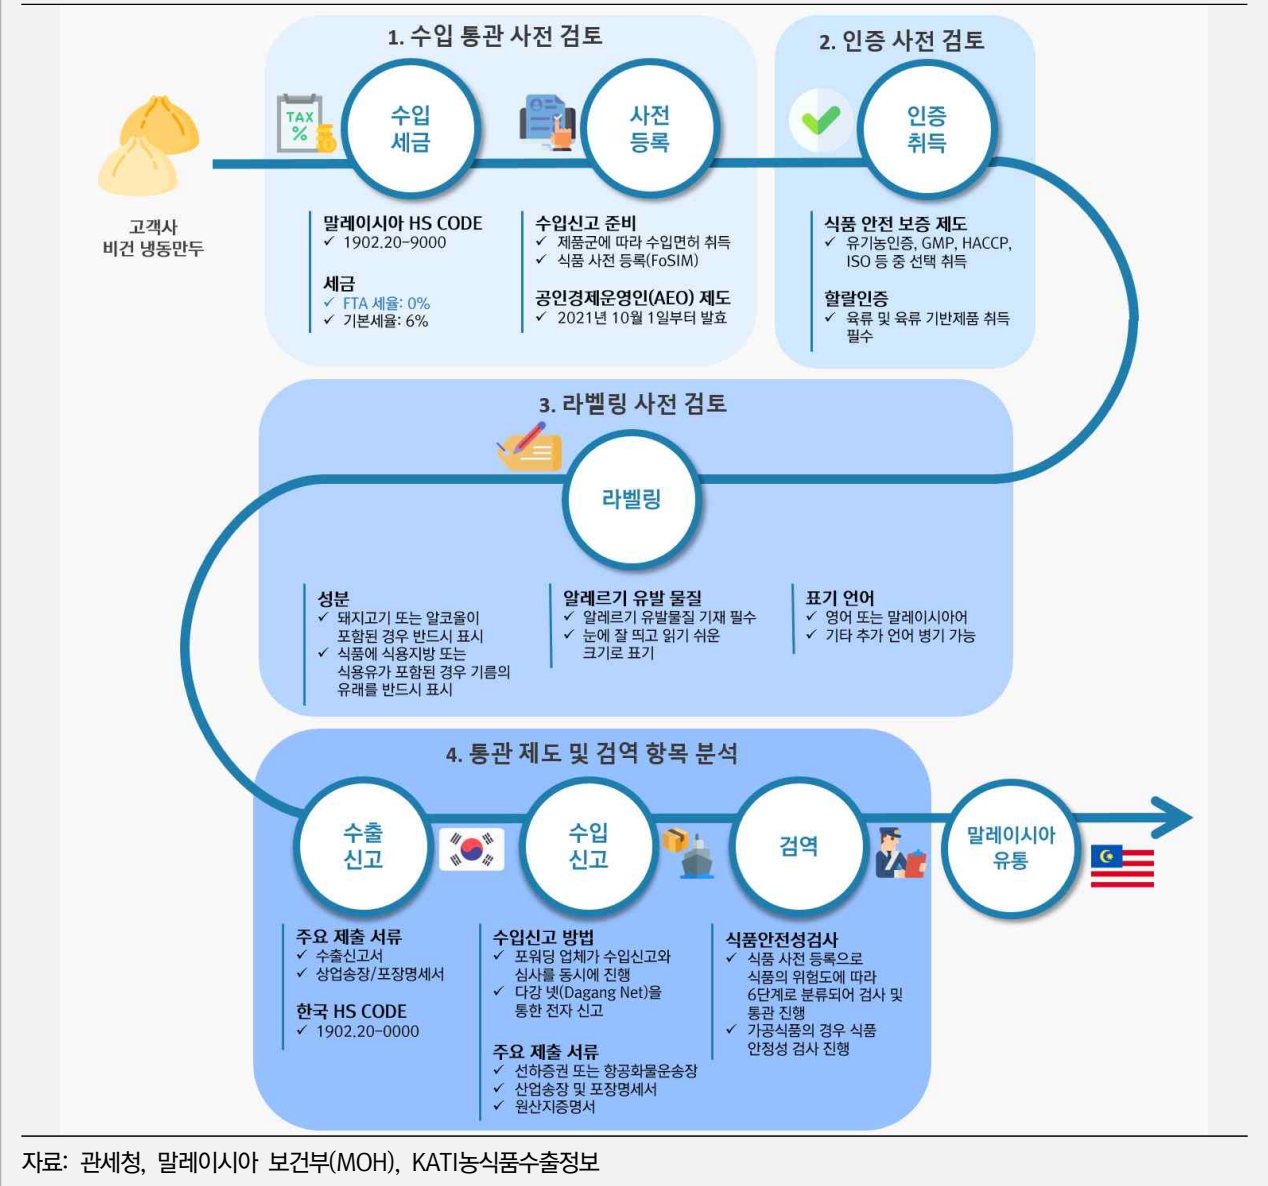 1. 수입 통관 사전 검토
2. 인증 사전 검토
TAX
%
수입
세금
사전
등록
인증
취득
고객사
비건 냉동만두
말레이시아 HS CODE
✓ 1902.20-9000
세금
✓ FTA 세율: 0%
✓ 기본세율: 6%
수입신고 준비
✓ 제품군에 따라 수입면허 취득
✓ 식품 사전 등록(FoSIM)
공인경제운영인(AEO) 제도
✓ 2021년 10월 1일부터 발효
식품 안전 보증 제도
✓ 유기농인증, GMP, HACCP,
ISO 등 중 선택 취득
할랄인증
✓ 육류 및 육류 기반제품 취득
필수
3. 라벨링 사전 검토
라벨링
성분
✓ 돼지고기 또는 알코올이
포함된 경우 반드시 표시
✓ 식품에 식용지방 또는
식용유가 포함된 경우 기름의
유래를 반드시 표시
알레르기 유발 물질
✓ 알레르기 유발물질 기재 필수
✓ 눈에 잘 띄고 읽기 쉬운
크기로 표기
표기 언어
✓ 영어 또는 말레이시아어
✓ 기타 추가 언어 병기 가능
4. 통관 제도 및 검역 항목 분석
수출
신고
수입
신고
검역
말레이시아
유통
주요 제출 서류
✓ 수출신고서
✓ 상업송장/포장명세서
한국 HS CODE
✓ 1902.20-0000
수입신고 방법
✓ 포워딩 업체가 수입신고와
심사를 동시에 진행
✓ 다강 넷(Dagang Net)을
통한 전자 신고
주요 제출 서류
✓ 선하증권 또는 항공화물운송장
✓ 산업송장 및 포장명세서
✓ 원산지증명서
식품안전성검사
✓ 식품 사전 등록으로
식품의 위험도에 따라
6단계로 분류되어 검사 및
통관 진행
✓ 가공식품의 경우 식품
안정성 검사 진행
자료: 관세청, 말레이시아 보건부(MOH), KATI농식품수출정보